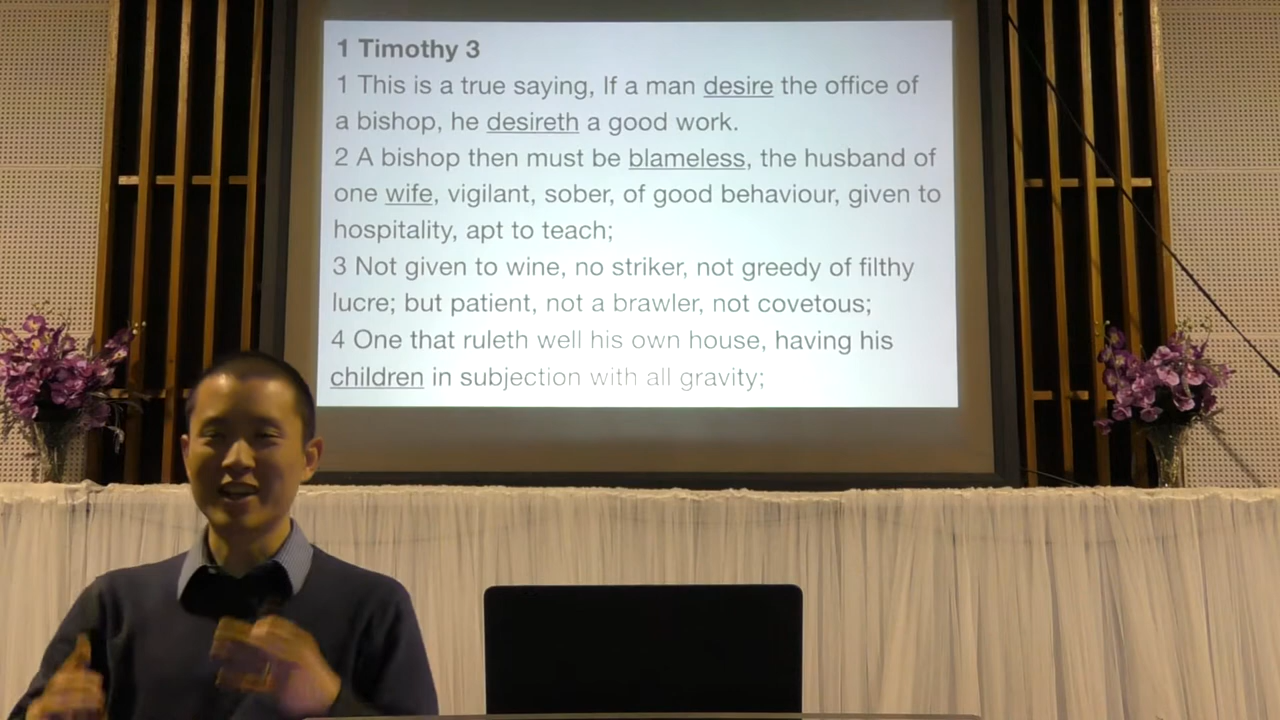 1 Timothy 3
1 This is a true saying, If a man desire the office of
a bishop, he desireth a good work.
2 A bishop then must be blameless, the husband of
one wife, vigilant, sober, of good behaviour, given to
hospitality, apt to teach;
3 Not given to wine, no striker, not greedy of filthy
lucre; but patient, not a brawler, not covetous;
4 One that ruleth well his own house, having his
children in subjection with all gravity;